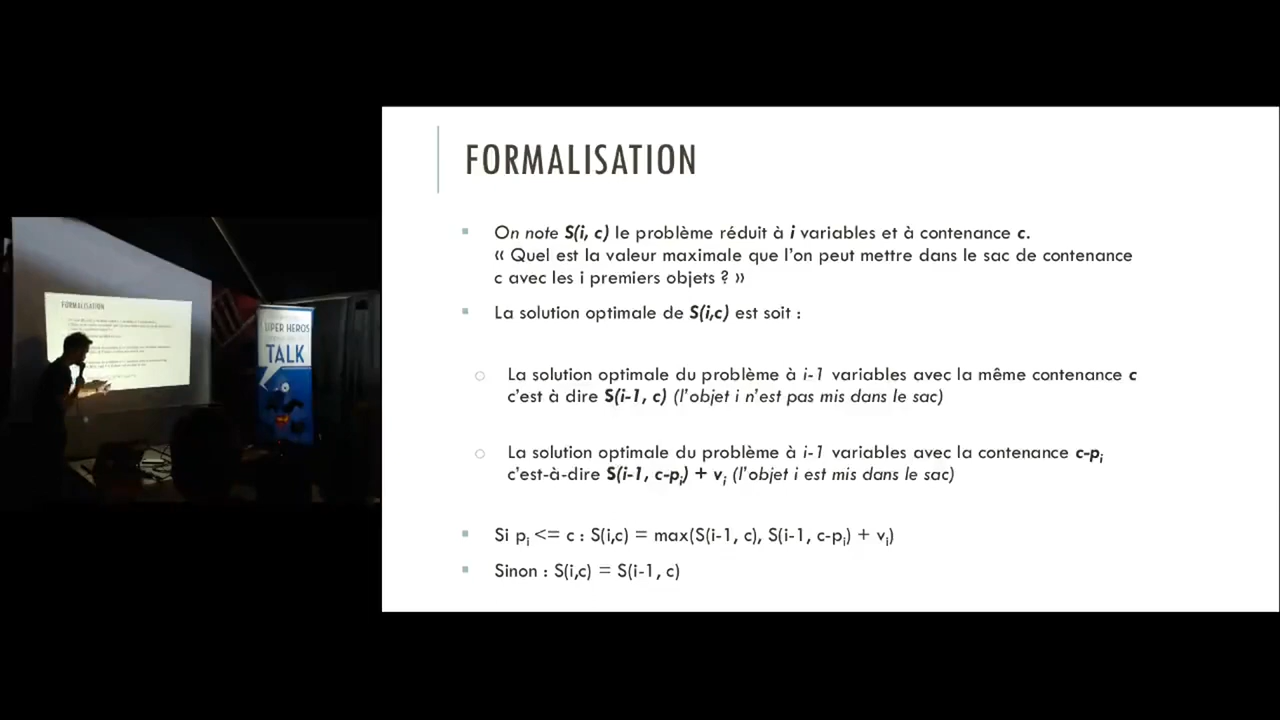 FORMALISATION
On note S(i, c) le problème réduit à i variables et à contenance c.
« Quel est la valeur maximale que l'on peut mettre dans le sac de contenance
c avec les i premiers objets ? »
La solution optimale de S(i,c) est soit :
La solution optimale du problème à i-1 variables avec la même contenance c
c'est à dire S(i-1, c) (l'objet i n'est pas mis dans le sac)
La solution optimale du problème à i-1 variables avec la contenance c-pi
c'est-à-dire S(i-1, c-pi) + vi (l'objet i est mis dans le sac)
Si pi <= c : S(i,c) = max(S(i-1, c), S(i-1, c-pi) + vi)
Sinon : S(i,c) = S(i-1, c)
FORMALISATION
UPER HEROS
TALK